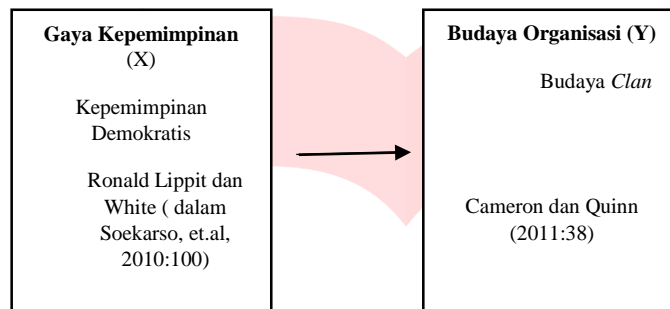 Gaya Kepemimpinan
(X)
Kepemimpinan
Demokratis
Ronald Lippit dan
White ( dalam
Soekarso, et.al,
2010:100)
Budaya Organisasi (Y)
Budaya Clan
Cameron dan Quinn
(2011:38)